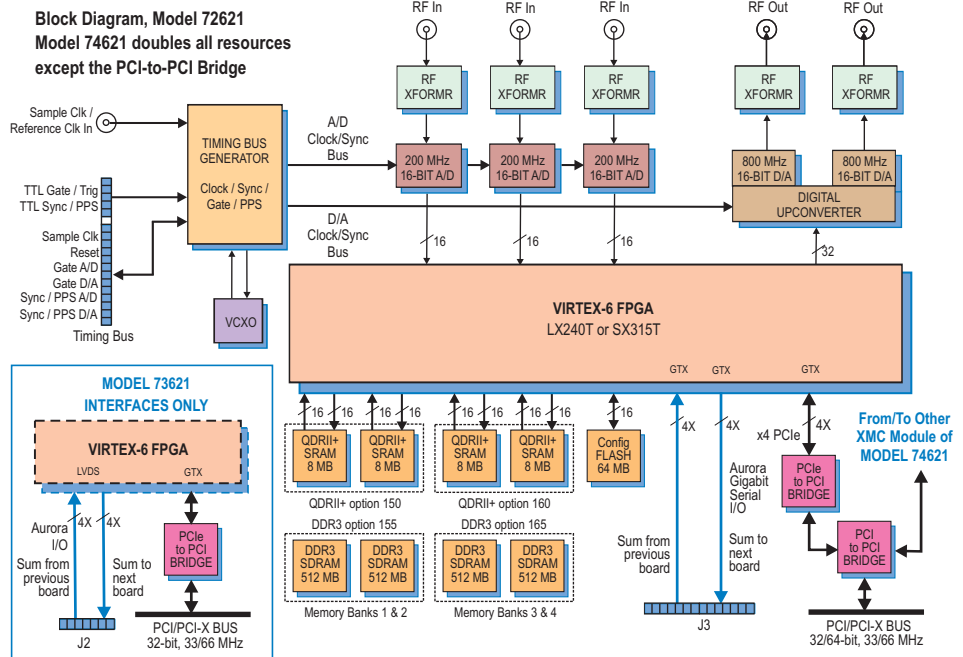 Block Diagram, Model 72621
Model 74621 doubles all resources
except the PCI-to-PCI Bridge
RF In
RF In
RF In
RF Out
RF Out
RF
XFORMR
RF
XFORMR
RF
XFORMR
RF
XFORMR
RF
XFORMR
Sample Clk /
Reference Clk In
TIMING BUS
GENERATOR
Clock / Sync /
Gate / PPS
A/D
Clock/Sync
Bus
200 MHz
16-BIT A/D
200 MHz
16-BIT A/D
200 MHz
16-BIT A/D
800 MHz
16-BIT D/A
800 MHz
16-BIT D/A
DIGITAL
UPCONVERTER
TTL Gate / Trig
TTL Sync / PPS
Sample Clk
Reset
Gate A/D
Gate D/A
Sync / PPS A/D
Sync / PPS D/A
Timing Bus
D/A
Clock/Sync
Bus
16
16
16
32
VCXO
VIRTEX-6 FPGA
LX240T or SX315T
GTX
GTX
GTX
MODEL 73621
INTERFACES ONLY
VIRTEX-6 FPGA
LVDS
GTX
4X
4X
Aurora
I/O
Sum from
previous
board
Sum to
next
board
PCIe
to PCI
BRIDGE
J2
PCI/PCI-X BUS
32-bit, 33/66 MHz
16
16
16
16
16
16
16
16
16
4X
4X
4X
QDRII+
SRAM
8 MB
QDRII+
SRAM
8 MB
QDRII+
SRAM
8 MB
QDRII+
SRAM
8 MB
Config
FLASH
64 MB
QDRII+ option 150
QDRII+ option 160
DDR3 option 155
DDR3 option 165
DDR3
SDRAM
512 MB
DDR3
SDRAM
512 MB
DDR3
SDRAM
512 MB
DDR3
SDRAM
512 MB
Memory Banks 1 & 2
Memory Banks 3 & 4
Sum from
previous
board
Aurora
Gigabit
Serial
I/O
Sum to
next
board
J3
x4 PCIe
PCIe
to PCI
BRIDGE
From/To Other
XMC Module of
MODEL 74621
PCI
to PCI
BRIDGE
PCI/PCI-X BUS
32/64-bit, 33/66 MHz